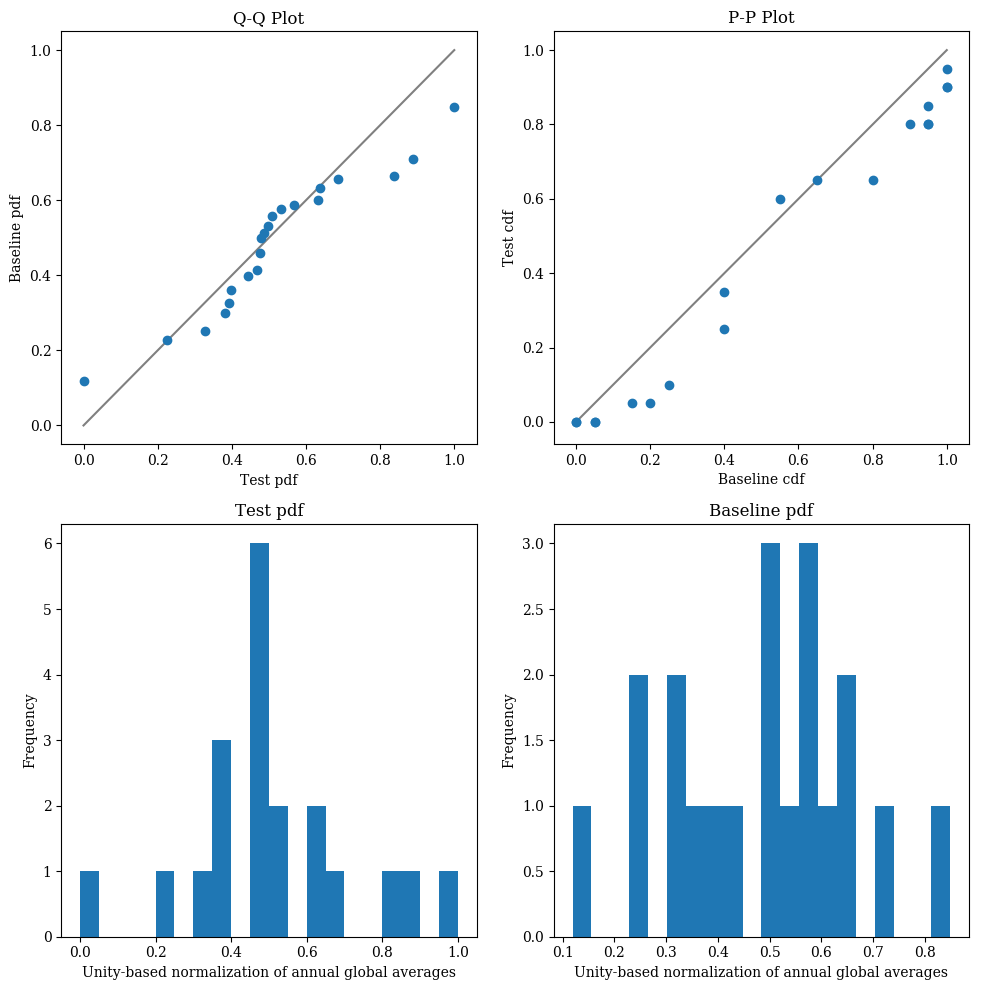 Q-Q Plot
1.0
0.8
0.6
0.4
0.2
0.0
Baseline pdf
0.0 0.2 0.4 0.6 0.8 1.0
Test pdf
P-P Plot
1.0
0.8
0.6
0.4
0.2
0.0
Test cdf
0.0 0.2 0.4 0.6 0.8 1.0
Baseline cdf
Test pdf
6
5
4
3
2
1
0
Frequency
0.0 0.2 0.4 0.6 0.8 1.0
Unity-based normalization of annual global averages
Baseline pdf
3.0
2.5
2.0
1.5
1.0
0.5
0.0
Frequency
0.1 0.2 0.3 0.4 0.5 0.6 0.7 0.8
Unity-based normalization of annual global averages